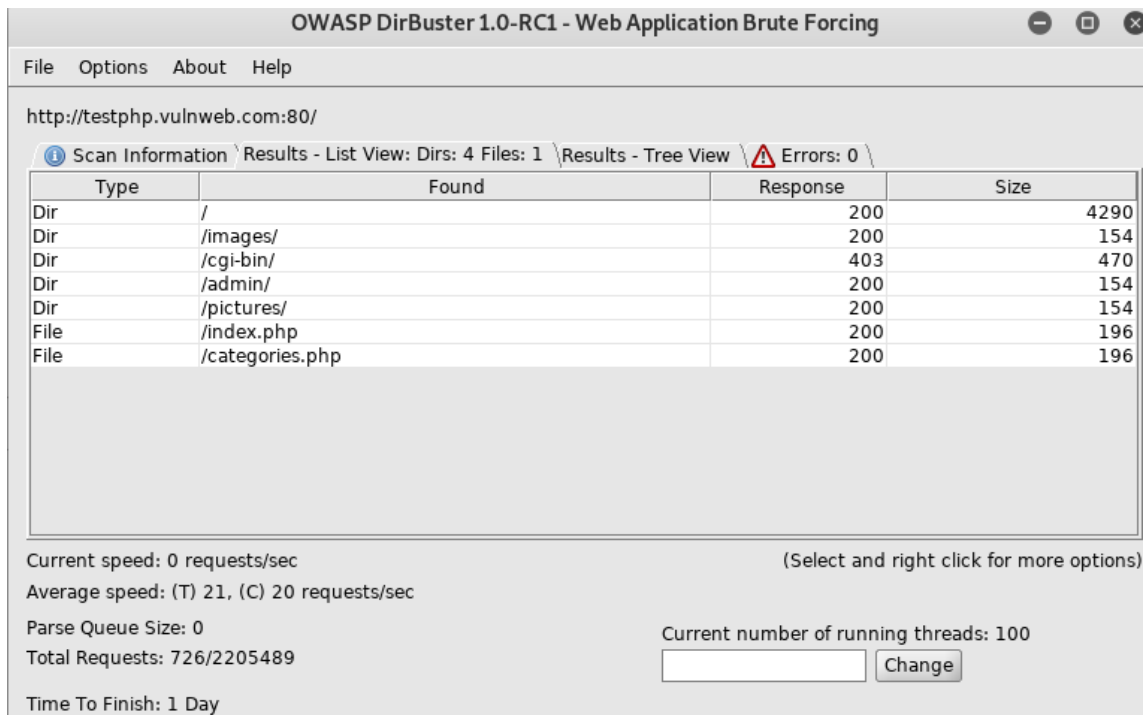 OWASP DirBuster 1.0-RC1 - Web Application Brute Forcing
File Options About Help
http://testphp.vulnweb.com:80/
Scan Information Results - List View: Dirs: 4 Files: 1 Results - Tree View Errors: 0
Type Found Response Size
Dir / 200 4290
Dir /images/ 200 154
Dir /cgi-bin/ 403 470
Dir /admin/ 200 154
Dir /pictures/ 200 154
File /index.php 200 196
File /categories.php 200 196
Current speed: 0 requests/sec (Select and right click for more options)
Average speed: (T) 21, (C) 20 requests/sec
Parse Queue Size: 0
Current number of running threads: 100
Total Requests: 726/2205489
Change
Time To Finish: 1 Day